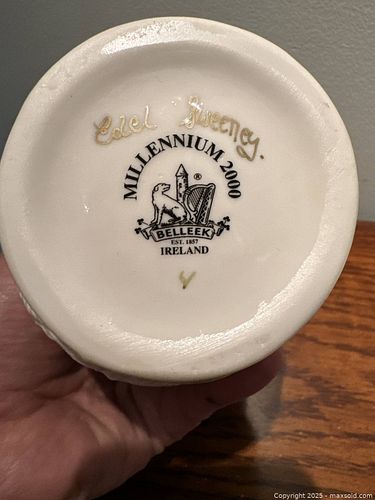 Edel Sweeney.
MILLENNIUM 2000
®
BELLEEK
EST. 1857
IRELAND
Copyright 2025 - maxsold.com